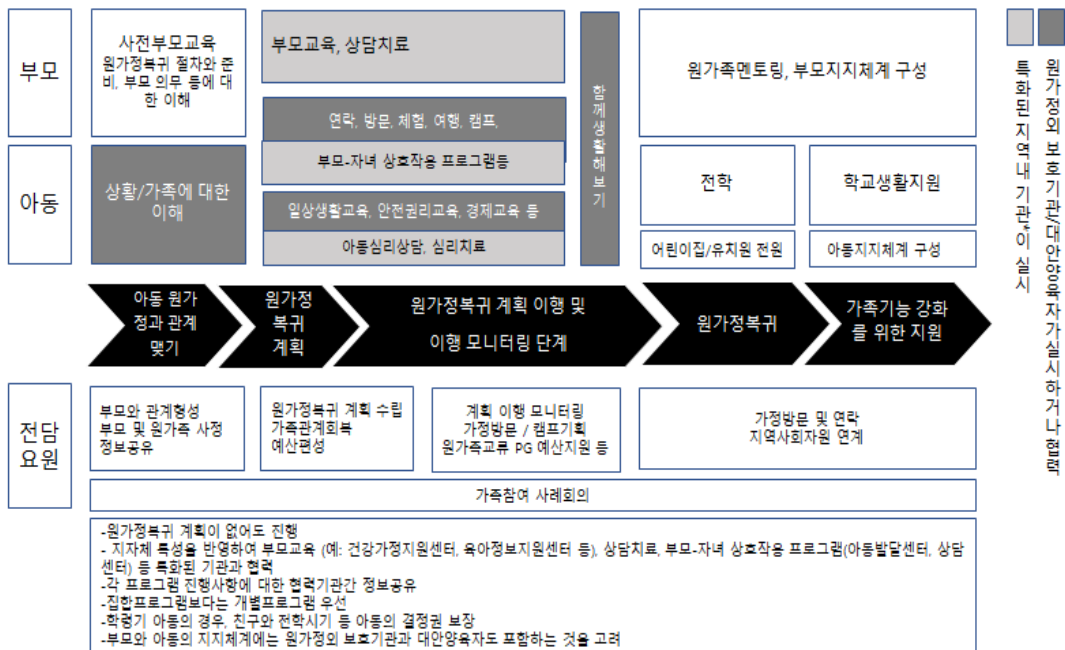 부모
사전부모교육
원가정복귀 절차와 준
비, 부모 의무 등에 대
한 이해
부모교육, 상담치료
연락, 방문, 체험, 여행, 캠프,
부모-자녀 상호작용 프로그램등
함께생활해보기
원가족멘토링, 부모지지체계 구성
아동
상황/가족에 대한
이해
일상생활교육, 안전권리교육, 경제교육 등
아동심리상담, 심리치료
전학
학교생활지원
어린이집/유치원 전원
아동지지체계 구성
특화된 지역내 기관*이 실시
원가정외 보호기관/대안양육자가실시하거나협력
아동 원가
정과 관계
맺기
원가정
복귀
계획
원가정복귀 계획 이행 및
이행 모니터링 단계
원가정복귀
가족기능 강화
를 위한 지원
전담
요원
부모와 관계형성
부모 및 원가족 사정
정보공유
원가정복귀 계획 수립
가족관계회복
예산편성
계획 이행 모니터링
가정방문 / 캠프기획
원가족교류 PG 예산지원 등
가정방문 및 연락
지역사회자원 연계
가족참여 사례회의
-원가정복귀 계획이 없어도 진행
- 지자체 특성을 반영하여 부모교육 (예: 건강가정지원센터, 육아정보지원센터 등), 상담치료, 부모-자녀 상호작용 프로그램(아동발달센터, 상담
센터) 등 특화된 기관과 협력
-각 프로그램 진행사항에 대한 협력기관간 정보공유
-집합프로그램보다는 개별프로그램 우선
-학령기 아동의 경우, 친구와 전학시기 등 아동의 결정권 보장
-부모와 아동의 지지체계에는 원가정외 보호기관과 대안양육자도 포함하는 것을 고려